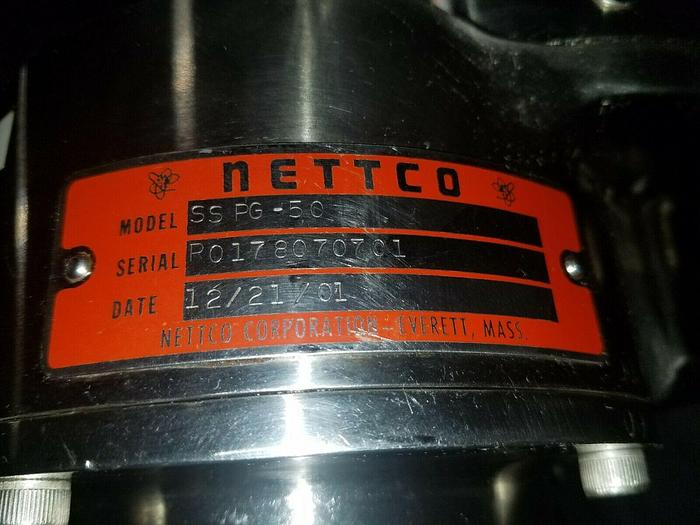 NETTCO
MODEL SS PG-50
SERIAL P0178070701
DATE 12/21/01
NETTCO CORPORATION-EVERETT, MASS.